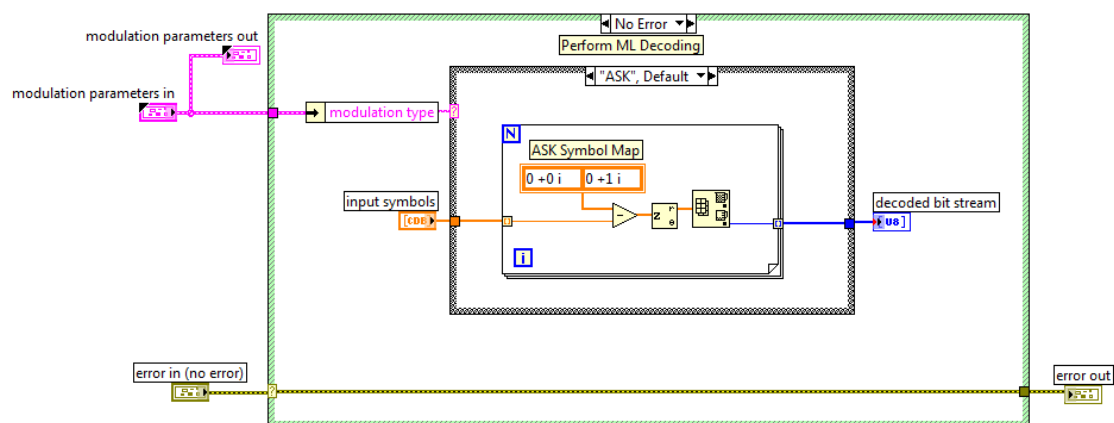 modulation parameters out
No Error
Perform ML Decoding
"ASK", Default
modulation parameters in
modulation type
?
N
ASK Symbol Map
0 +0 i
0 +1 i
input symbols
decoded bit stream
[CDB]
-
z
r
θ
U8]
i
error in (no error)
?
error out